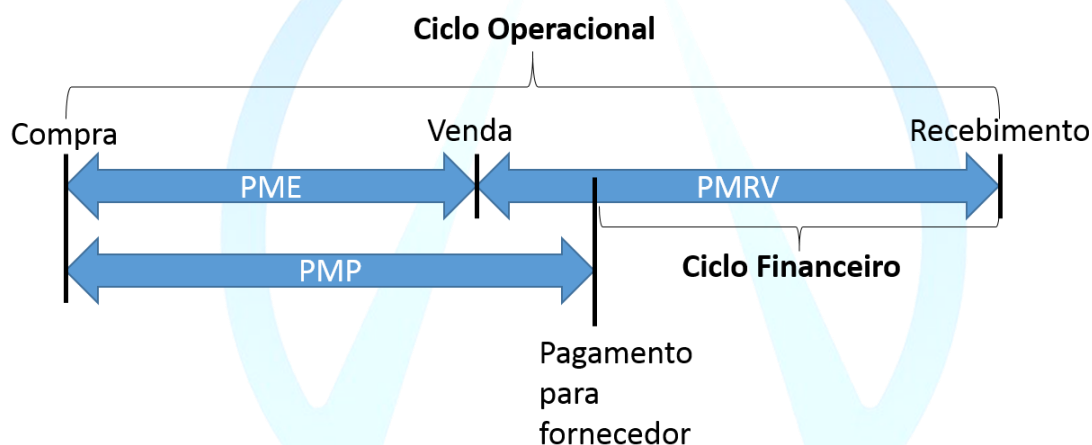 Ciclo Operacional
Compra
Venda
Recebimento
PME
PMRV
PMP
Ciclo Financeiro
Pagamento
para
fornecedor